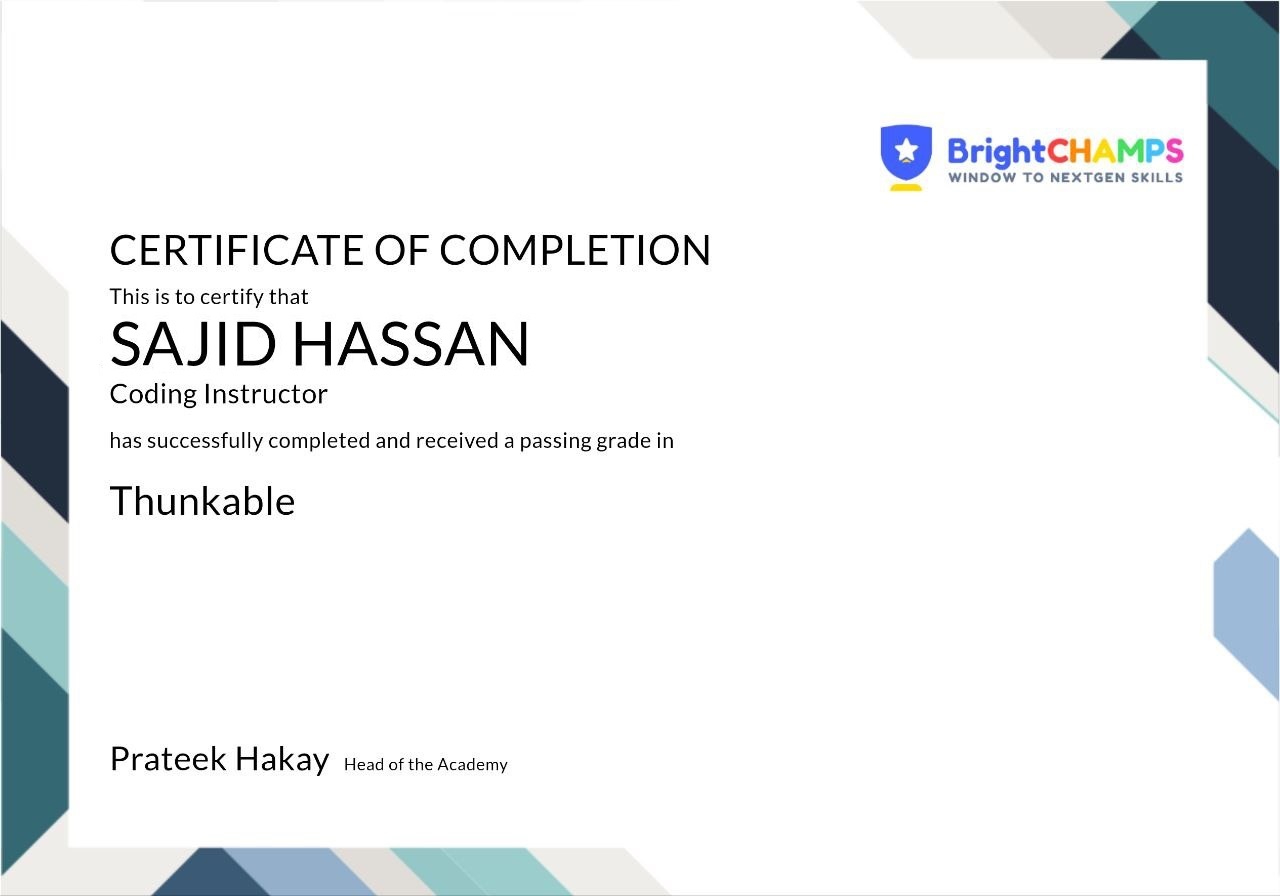 BrightCHAMPS
WINDOW TO NEXTGEN SKILLS
CERTIFICATE OF COMPLETION
This is to certify that
SAJID HASSAN
Coding Instructor
has successfully completed and received a passing grade in
Thunkable
Prateek Hakay Head of the Academy